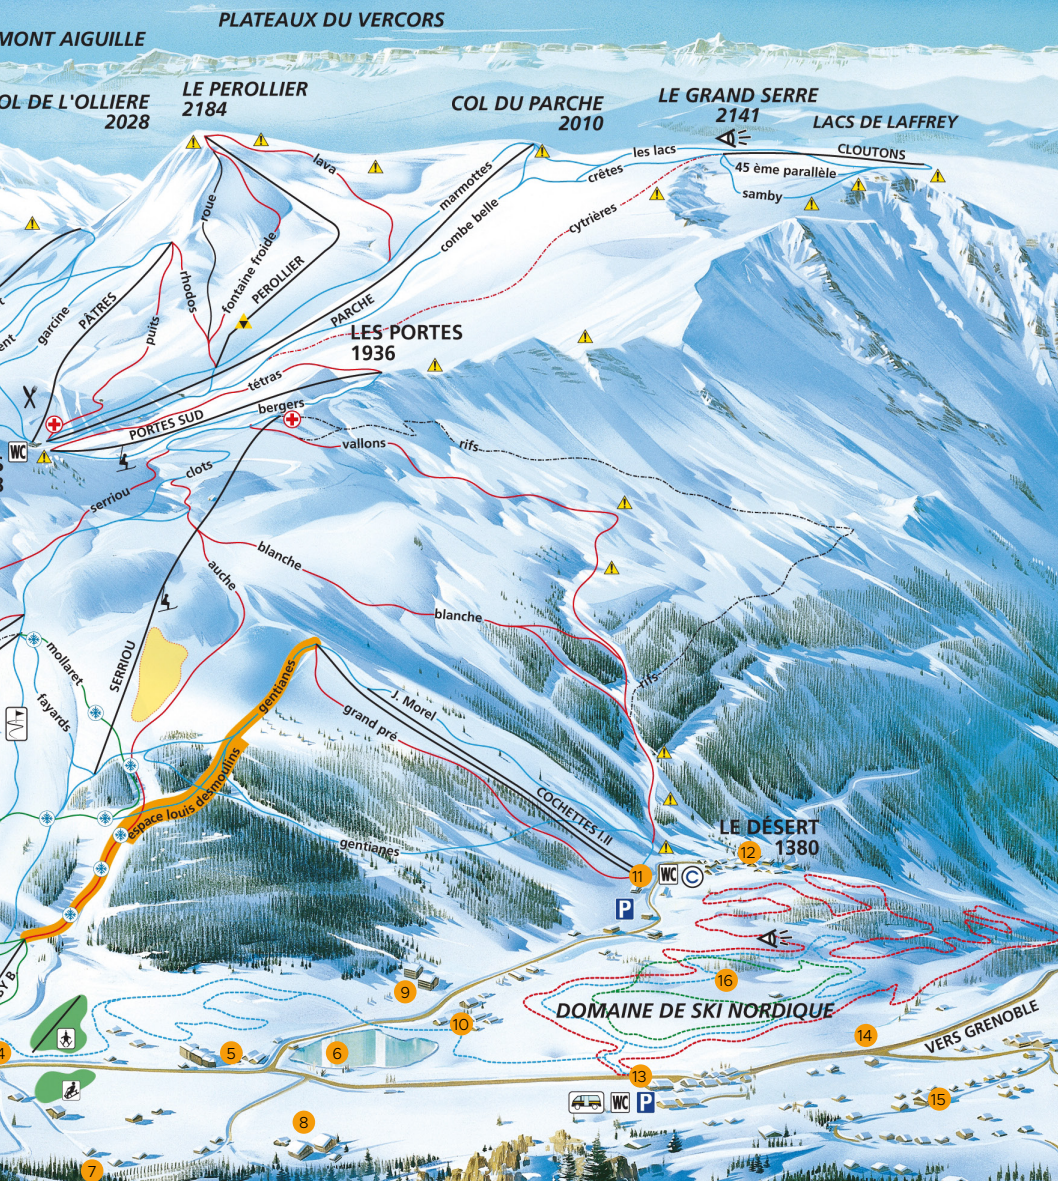 PLATEAUX DU VERCORS
MONT AIGUILLE
OL DE L'OLLIERE
2028
LE PEROLLIER
2184
COL DU PARCHE
2010
LE GRAND SERRE
2141
LACS DE LAFFREY
CLOUTONS
les lacs
45 ème parallèle
crêtes
samby
lava
marmottes
combe belle
cytrières
roue
fontaine froide
PEROLLIER
rhodos
PÂTRES
garcine
puits
ent
PARCHE
LES PORTES
1936
tétras
bergers
PORTES SUD
WC
vallons
rifs
clots
serriou
blanche
auche
blanche
rifs
mollaret
SERRIOU
fayards
gentianes
J. Morel
grand pré
espace louis desmoulins
COCHETTES I.II
gentianes
LE DÉSERT
1380
12
11
WC
C
P
16
9
DOMAINE DE SKI NORDIQUE
10
14
VERS GRENOBLE
4
5
6
13
WC
P
15
8
7